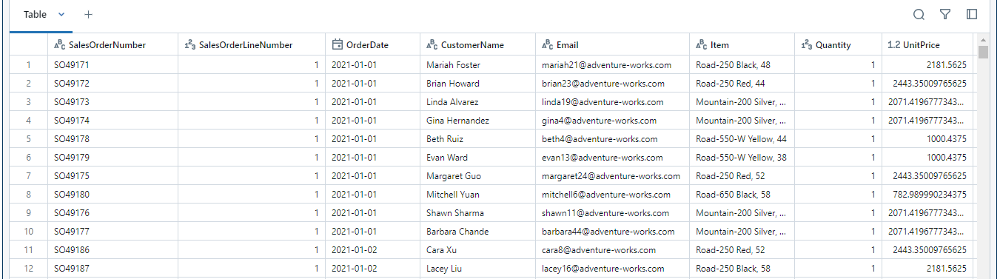 Table
SalesOrderNumber SalesOrderLineNumber OrderDate CustomerName Email Item Quantity 1.2 UnitPrice
1 SO49171 1 2021-01-01 Mariah Foster mariah21@adventure-works.com Road-250 Black, 48 1 2181.5625
2 SO49172 1 2021-01-01 Brian Howard brian23@adventure-works.com Road-250 Red, 44 1 2443.35009765625
3 SO49173 1 2021-01-01 Linda Alvarez linda19@adventure-works.com Mountain-200 Silver, ... 1 2071.4196777343...
4 SO49174 1 2021-01-01 Gina Hernandez gina4@adventure-works.com Mountain-200 Silver, ... 1 2071.4196777343...
5 SO49178 1 2021-01-01 Beth Ruiz beth4@adventure-works.com Road-550-W Yellow, 44 1 1000.4375
6 SO49179 1 2021-01-01 Evan Ward evan13@adventure-works.com Road-550-W Yellow, 38 1 1000.4375
7 SO49175 1 2021-01-01 Margaret Guo margaret24@adventure-works.com Road-250 Red, 52 1 2443.35009765625
8 SO49180 1 2021-01-01 Mitchell Yuan mitchell6@adventure-works.com Road-650 Black, 58 1 782.989990234375
9 SO49176 1 2021-01-01 Shawn Sharma shawn11@adventure-works.com Mountain-200 Silver, ... 1 2071.4196777343...
10 SO49177 1 2021-01-01 Barbara Chande barbara44@adventure-works.com Mountain-200 Silver, ... 1 2071.4196777343...
11 SO49186 1 2021-01-02 Cara Xu cara8@adventure-works.com Road-250 Red, 52 1 2443.35009765625
12 SO49187 1 2021-01-02 Lacey Liu lacey16@adventure-works.com Road-250 Black, 58 1 2181.5625